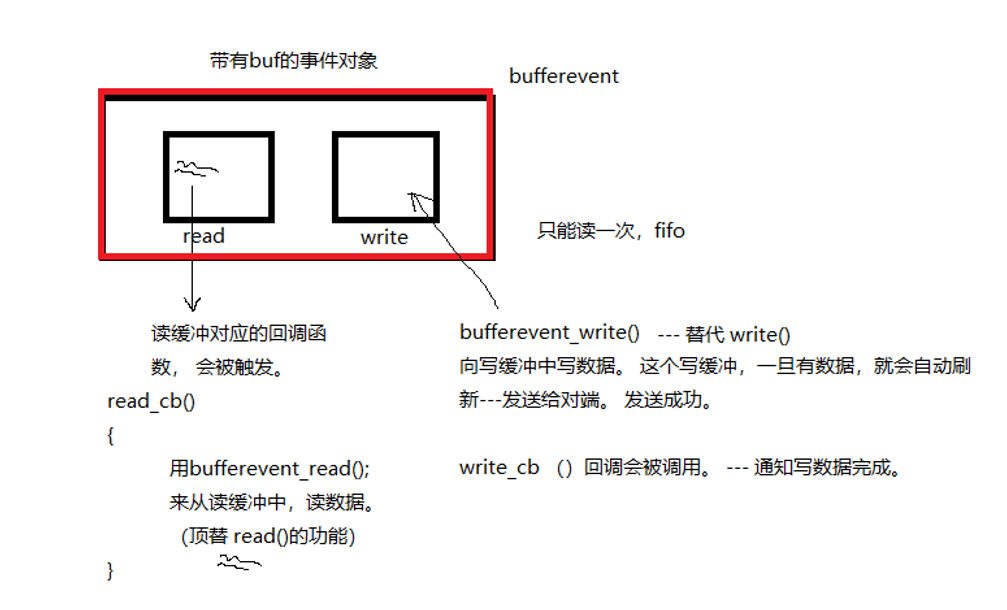 带有buf的事件对象
bufferevent
read
write
只能读一次，fifo
读缓冲对应的回调函
数， 会被触发。
read_cb()
{
用bufferevent_read();
来从读缓冲中，读数据。
（顶替 read()的功能）
}
bufferevent_write() --- 替代 write()
向写缓冲中写数据。 这个写缓冲，一旦有数据，就会自动刷
新---发送给对端。 发送成功。
write_cb （）回调会被调用。 --- 通知写数据完成。